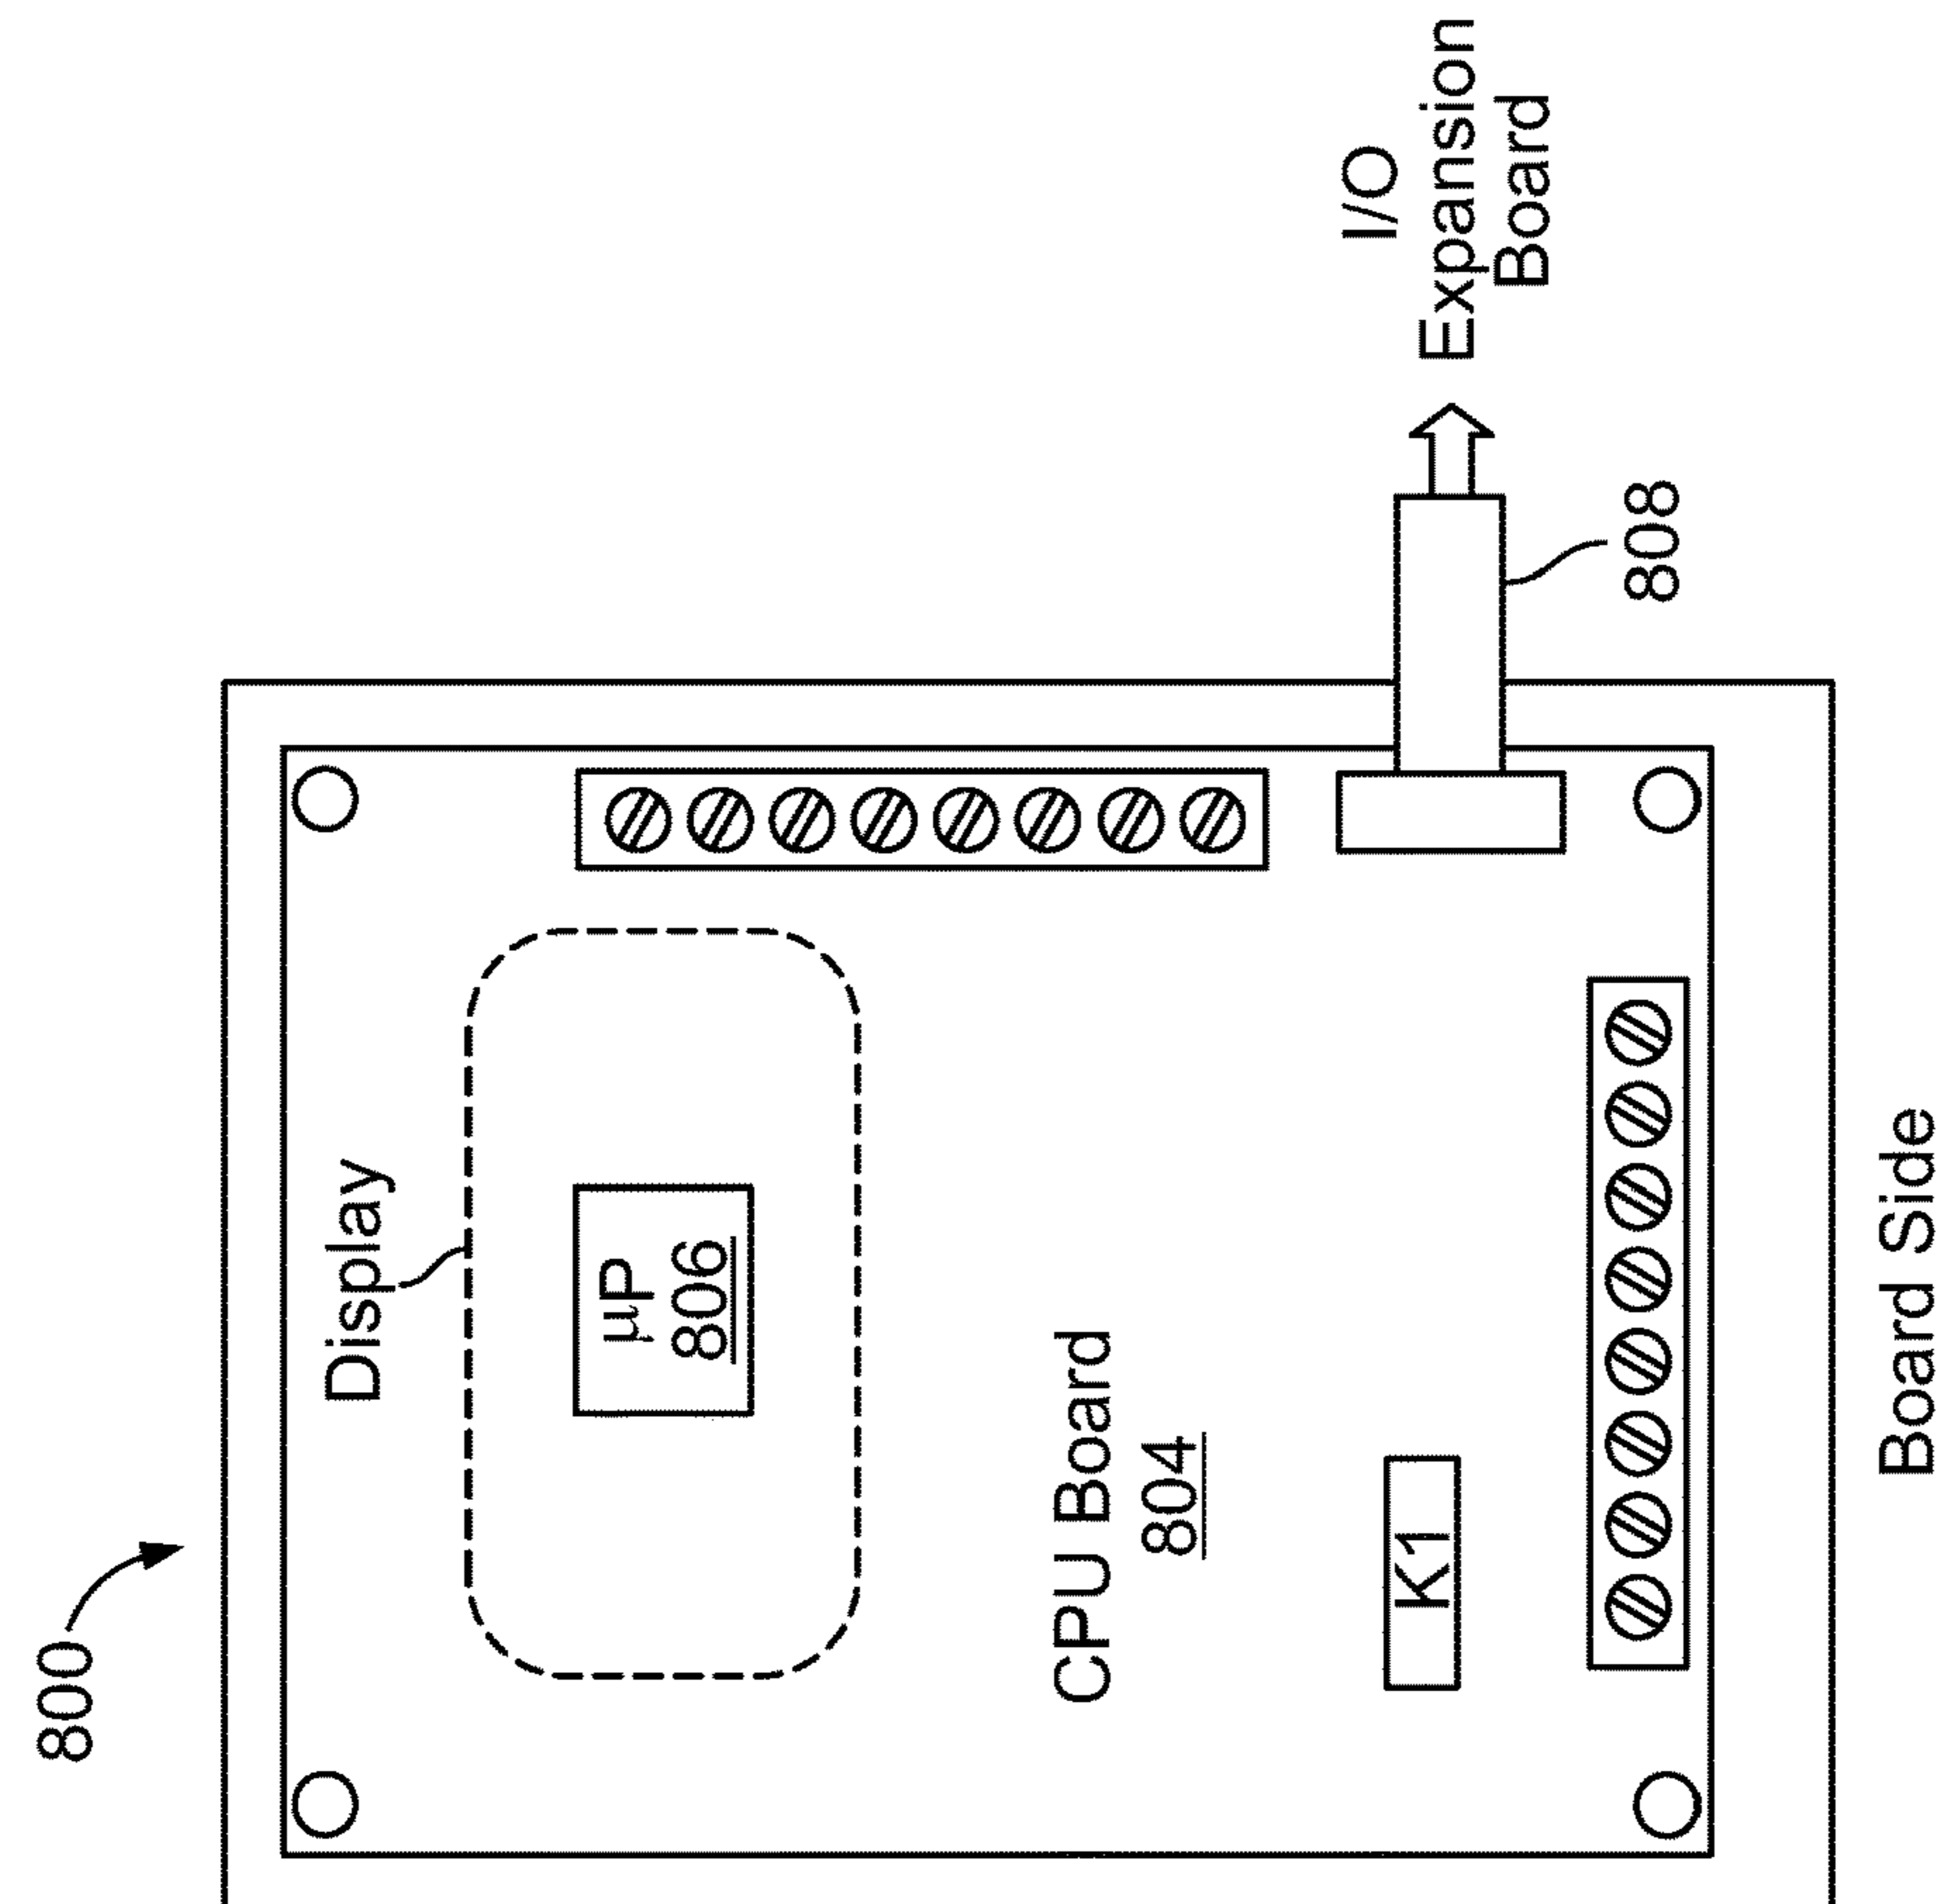 800
Display
µP
806
CPU Board
804
K1
I/O
Expansion
Board
808
Board Side